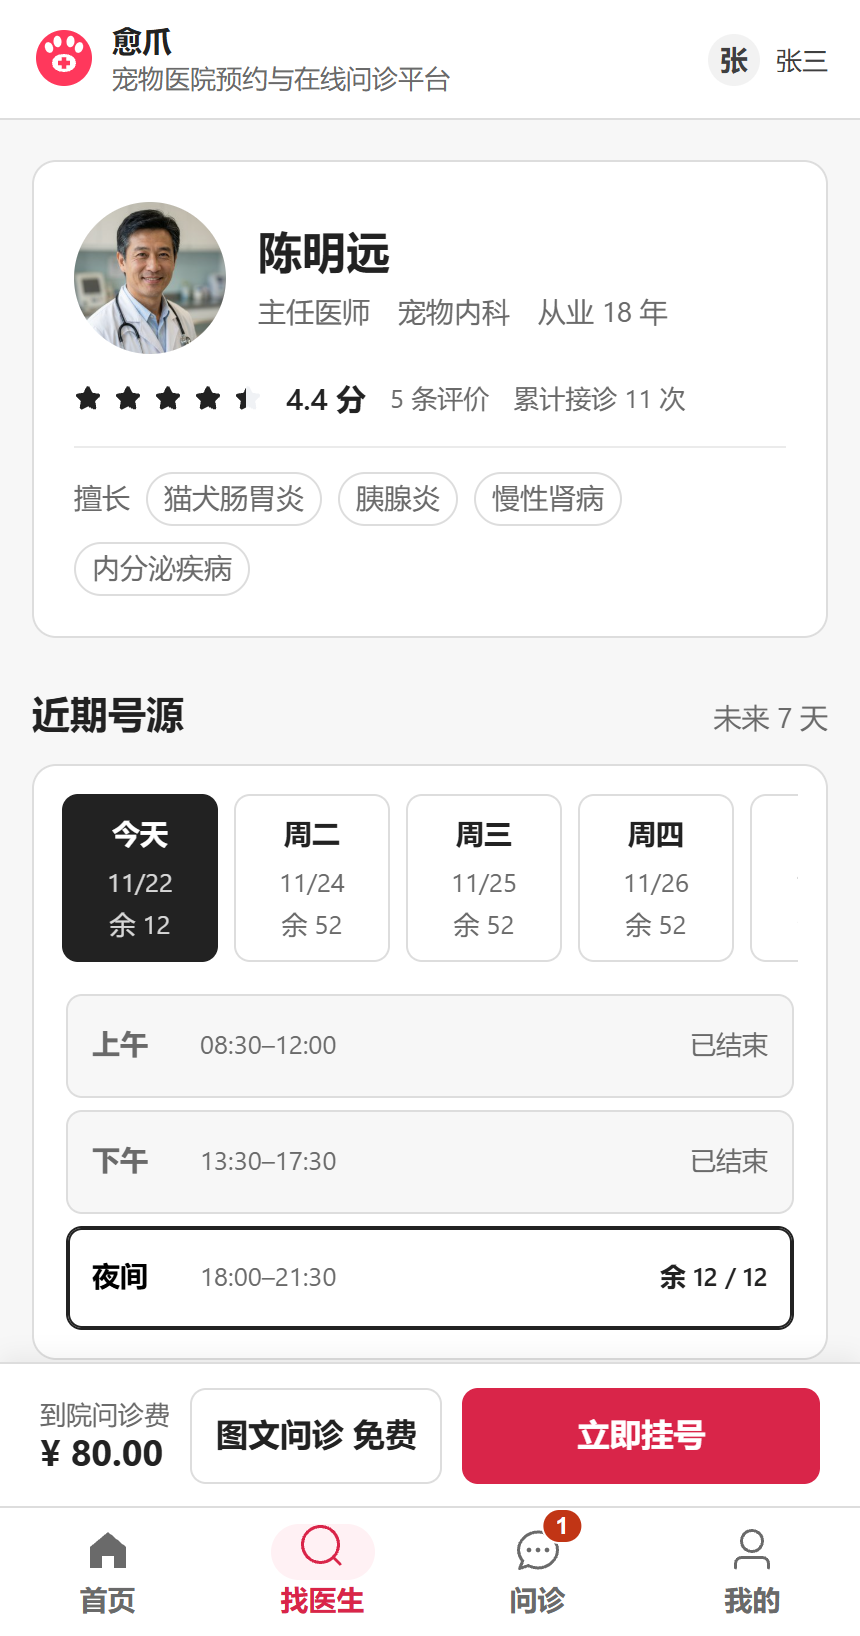 愈爪
宠物医院预约与在线问诊平台
张 张三
陈明远
主任医师 宠物内科 从业 18 年
4.4 分 5 条评价 累计接诊 11 次
擅长 猫犬肠胃炎 胰腺炎 慢性肾病
内分泌疾病
近期号源 未来 7 天
今天 周二 周三 周四
11/22 11/24 11/25 11/26
余 12 余 52 余 52 余 52
上午 08:30–12:00 已结束
下午 13:30–17:30 已结束
夜间 18:00–21:30 余 12 / 12
到院问诊费
¥ 80.00
图文问诊 免费
立即挂号
1
首页 找医生 问诊 我的